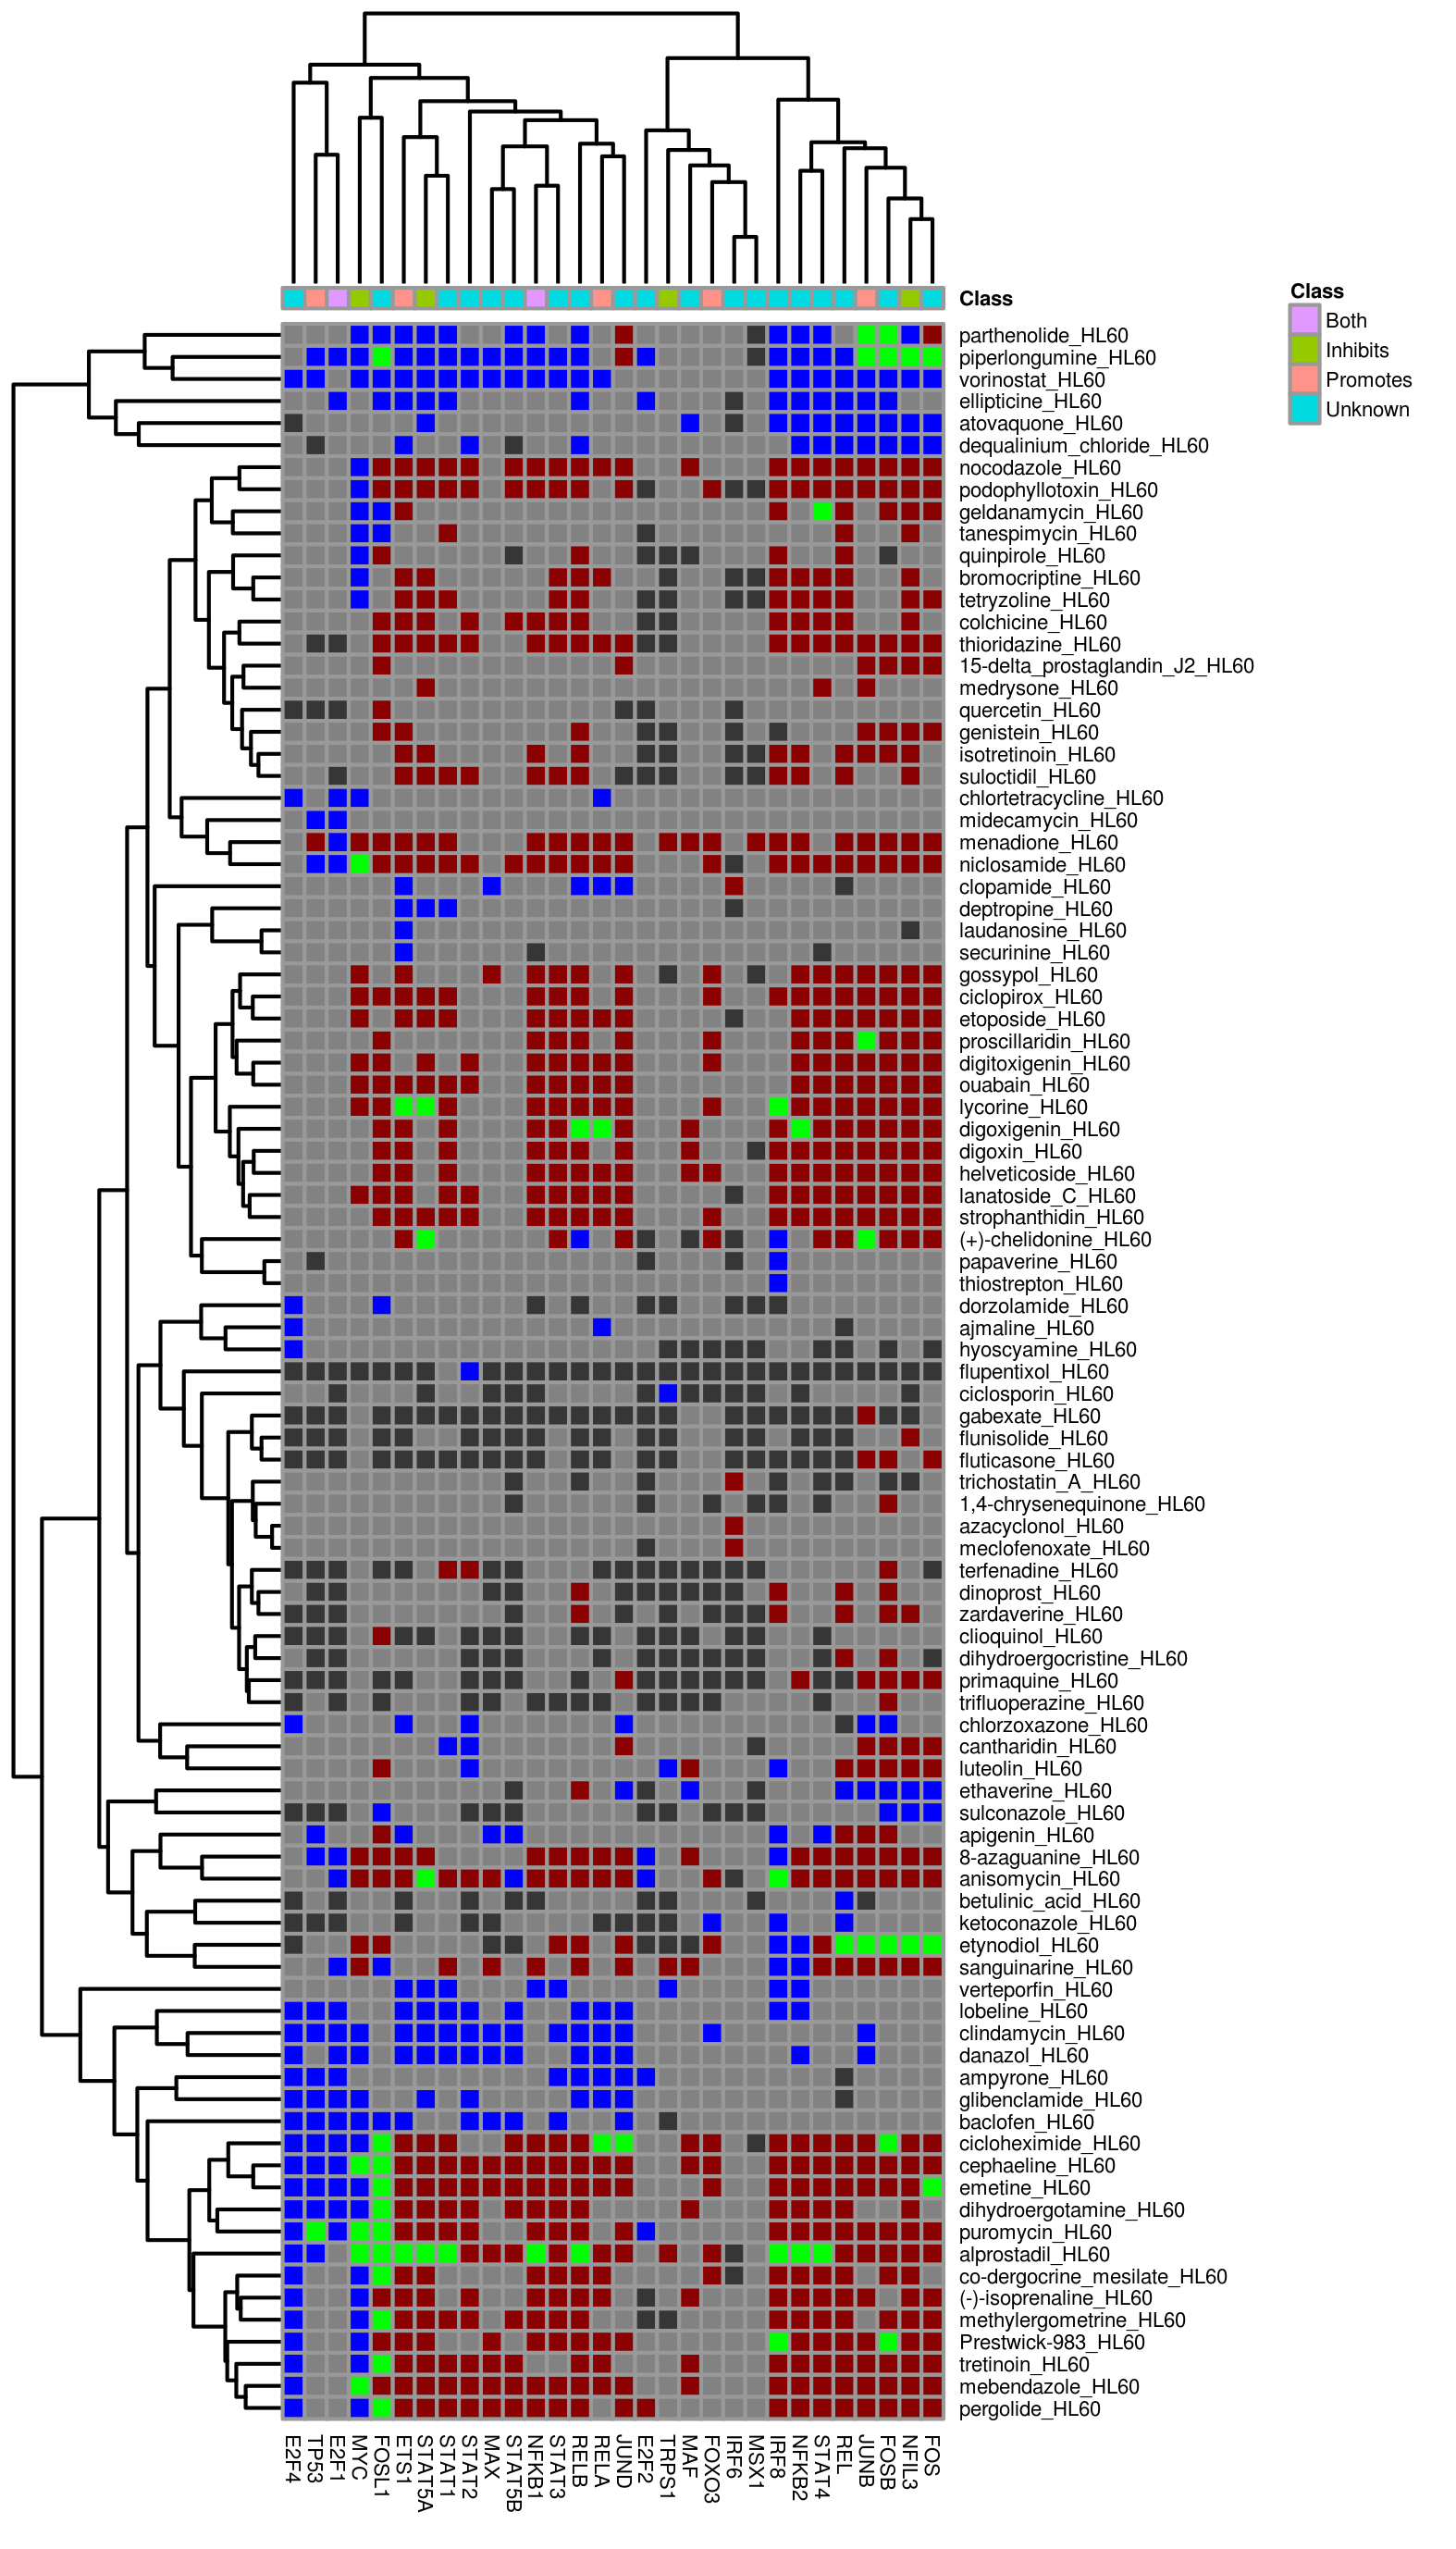 Class
Class
Both
Inhibits
Promotes
Unknown
parthenolide_HL60
piperlongumine_HL60
vorinostat_HL60
ellipticine_HL60
atovaquone_HL60
dequalinium_chloride_HL60
nocodazole_HL60
podophyllotoxin_HL60
geldanamycin_HL60
tanespimycin_HL60
quinpirole_HL60
bromocriptine_HL60
tetryzoline_HL60
colchicine_HL60
thioridazine_HL60
15-delta_prostaglandin_J2_HL60
medrysone_HL60
quercetin_HL60
genistein_HL60
isotretinoin_HL60
suloctidil_HL60
chlortetracycline_HL60
midecamycin_HL60
menadione_HL60
niclosamide_HL60
clopamide_HL60
deptropine_HL60
laudanosine_HL60
securinine_HL60
gossypol_HL60
ciclopirox_HL60
etoposide_HL60
proscillaridin_HL60
digitoxigenin_HL60
ouabain_HL60
lycorine_HL60
digoxigenin_HL60
digoxin_HL60
helveticoside_HL60
lanatoside_C_HL60
strophanthidin_HL60
(+)-chelidonine_HL60
papaverine_HL60
thiostrepton_HL60
dorzolamide_HL60
ajmaline_HL60
hyoscyamine_HL60
flupentixol_HL60
ciclosporin_HL60
gabexate_HL60
flunisolide_HL60
fluticasone_HL60
trichostatin_A_HL60
1,4-chrysenequinone_HL60
azacyclonol_HL60
meclofenoxate_HL60
terfenadine_HL60
dinoprost_HL60
zardaverine_HL60
clioquinol_HL60
dihydroergocristine_HL60
primaquine_HL60
trifluoperazine_HL60
chlorzoxazone_HL60
cantharidin_HL60
luteolin_HL60
ethaverine_HL60
sulconazole_HL60
apigenin_HL60
8-azaguanine_HL60
anisomycin_HL60
betulinic_acid_HL60
ketoconazole_HL60
etynodiol_HL60
sanguinarine_HL60
verteporfin_HL60
lobeline_HL60
clindamycin_HL60
danazol_HL60
ampyrone_HL60
glibenclamide_HL60
baclofen_HL60
cicloheximide_HL60
cephaeline_HL60
emetine_HL60
dihydroergotamine_HL60
puromycin_HL60
alprostadil_HL60
co-dergocrine_mesilate_HL60
(-)-isoprenaline_HL60
methylergometrine_HL60
Prestwick-983_HL60
tretinoin_HL60
mebendazole_HL60
pergolide_HL60
E2F4
TP53
E2F1
MYC
FOSL1
ETS1
STAT5A
STAT1
STAT2
MAX
STAT5B
NFKB1
STAT3
RELB
RELA
JUND
E2F2
TRPS1
MAF
FOXO3
IRF6
MSX1
IRF8
NFKB2
STAT4
REL
JUNB
FOSB
NFIL3
FOS